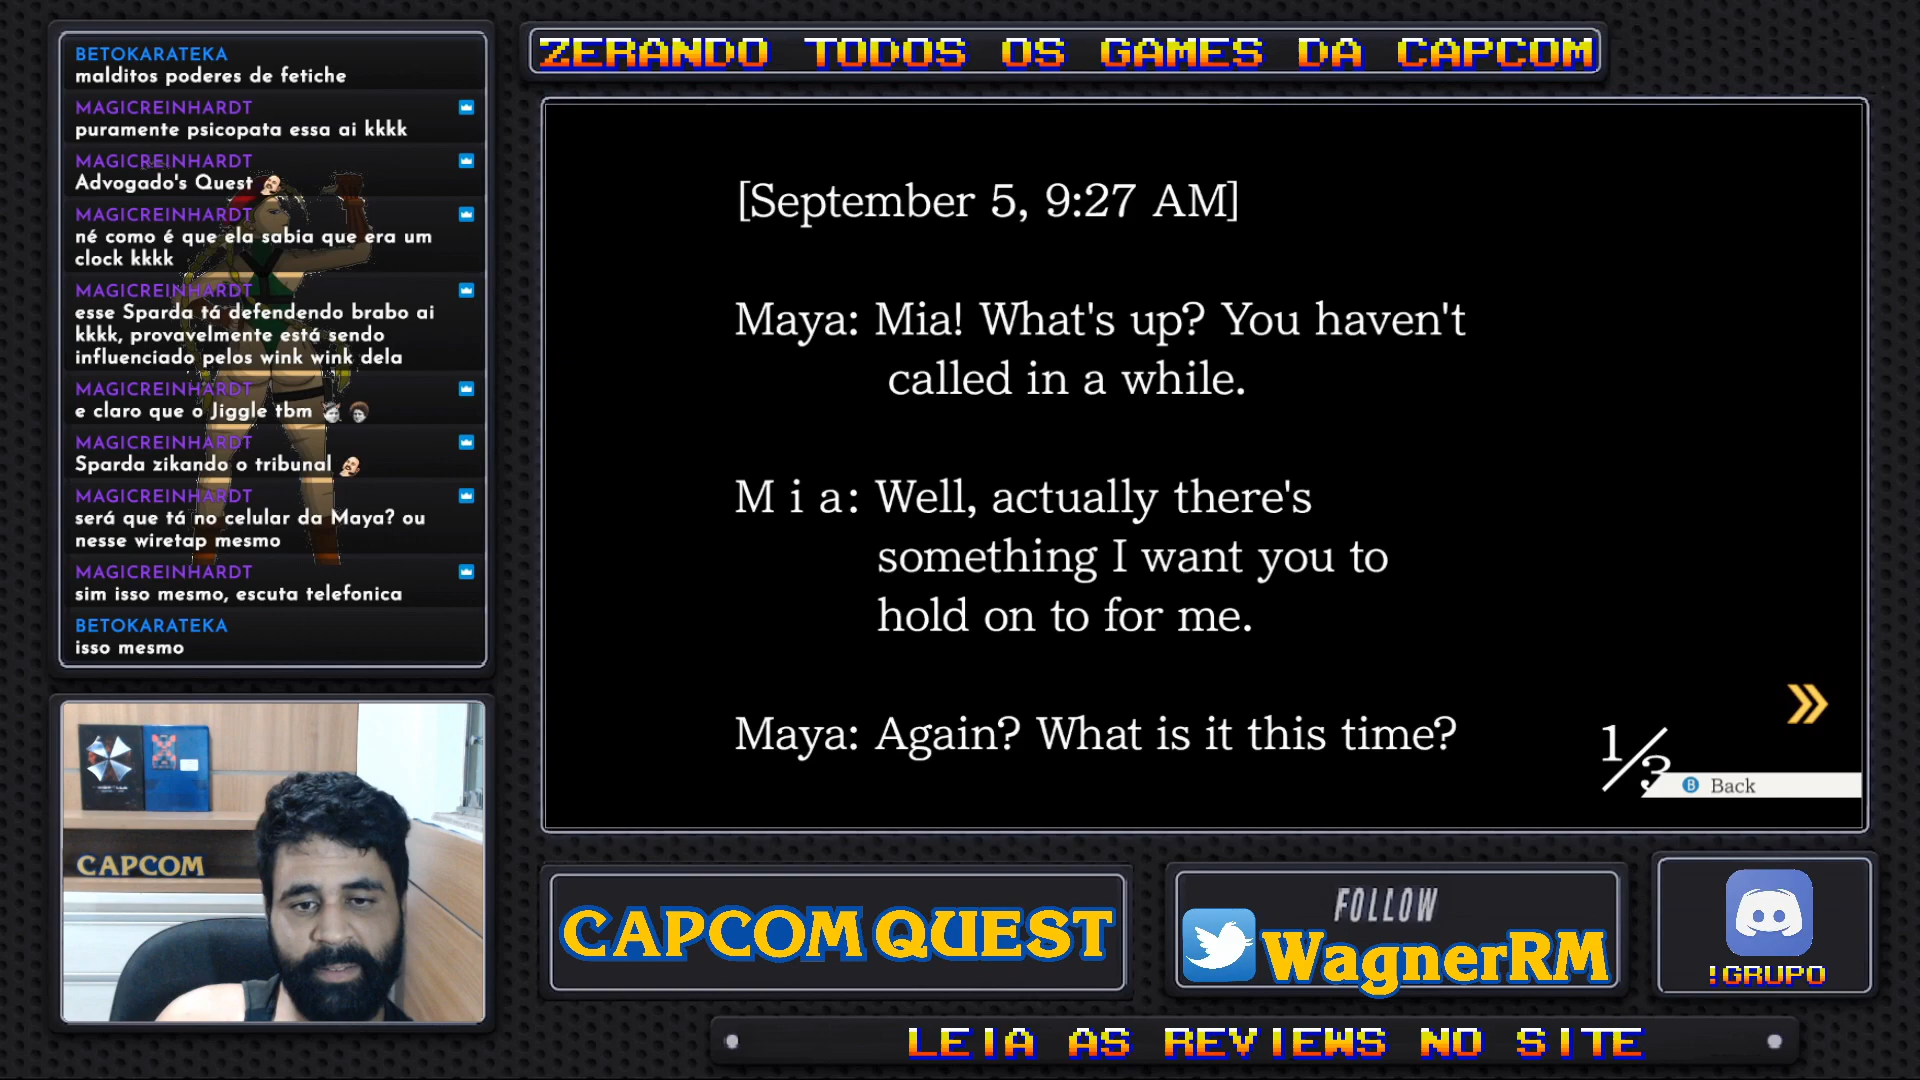 BETOKARATEKA
malditos poderes de fetiche
MAGICREINHARDT
puramente psicopata essa ai kkkk
MAGICREINHARDT
Advogado's Quest
MAGICREINHARDT
né como é que ela sabia que era um
clock kkkk
MAGICREINHARDT
esse Sparda tá defendendo brabo ai
kkkk, provavelmente está sendo
influenciado pelos wink wink dela
MAGICREINHARDT
e claro que o Jiggle tbm
MAGICREINHARDT
Sparda zikando o tribunal
MAGICREINHARDT
será que tá no celular da Maya? ou
nesse wiretap mesmo
MAGICREINHARDT
sim isso mesmo, escuta telefonica
BETOKARATEKA
isso mesmo
CAPCOM
ZERANDO TODOS OS GAMES DA CAPCOM
[September 5, 9:27 AM]
Maya: Mia! What's up? You haven't
called in a while.
M i a: Well, actually there's
something I want you to
hold on to for me.
Maya: Again? What is it this time?
1/3
B Back
CAPCOM QUEST
FOLLOW
WagnerRM
!GRUPO
LEIA AS REVIEWS NO SITE